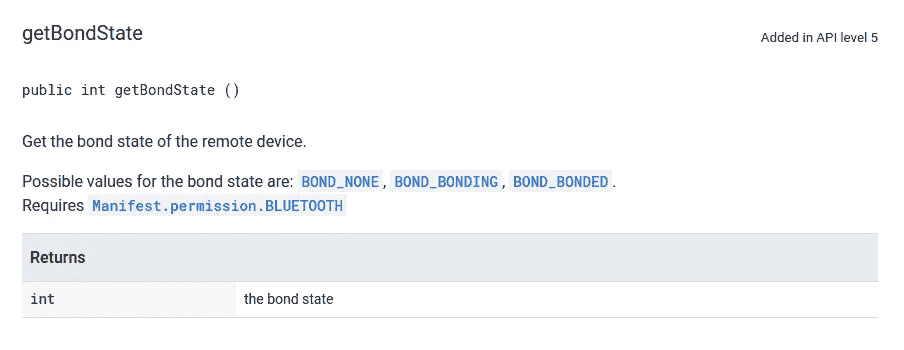 getBondState
Added in API level 5
public int getBondState ()
Get the bond state of the remote device.
Possible values for the bond state are: BOND_NONE, BOND_BONDING, BOND_BONDED.
Requires Manifest.permission.BLUETOOTH
Returns
int the bond state